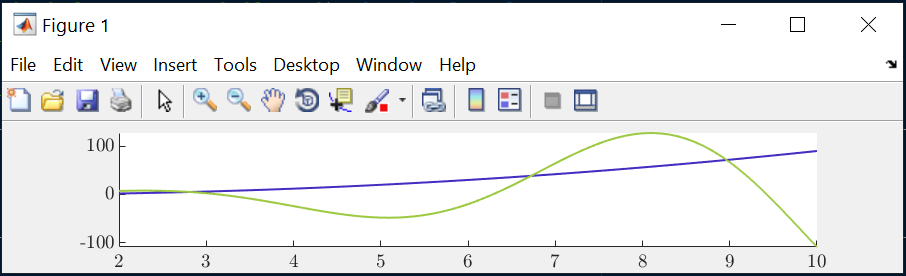 Figure 1
File Edit View Insert Tools Desktop Window Help
100
0
-100
2 3 4 5 6 7 8 9 10